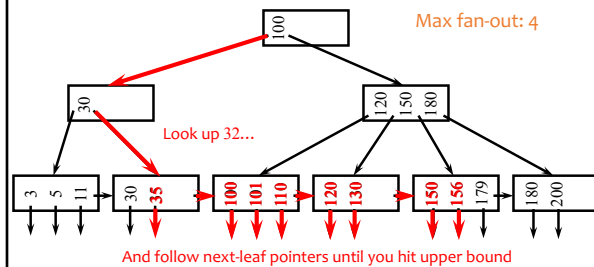 Max fan-out: 4
100
30
120 150 180
Look up 32...
3 5 11 30 35 100 101 110 120 130 150 156 179 180 200
And follow next-leaf pointers until you hit upper bound